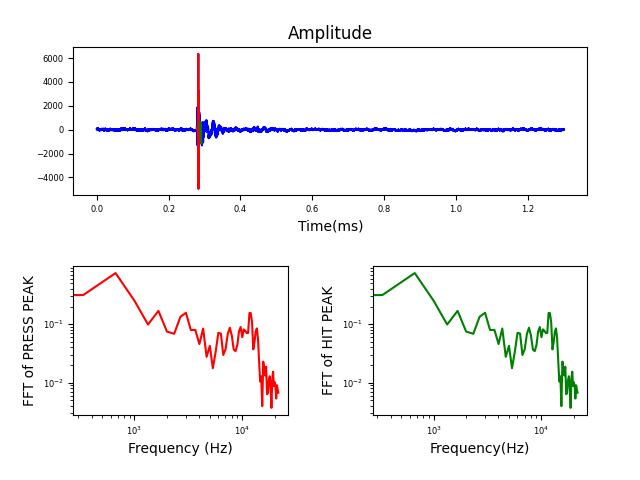 Amplitude
6000
4000
2000
0
−2000
−4000
0.0 0.2 0.4 0.6 0.8 1.0 1.2
Time(ms)
FFT of PRESS PEAK
10⁻¹
10⁻²
10³ 10⁴
Frequency (Hz)
FFT of HIT PEAK
10⁻¹
10⁻²
10³ 10⁴
Frequency(Hz)